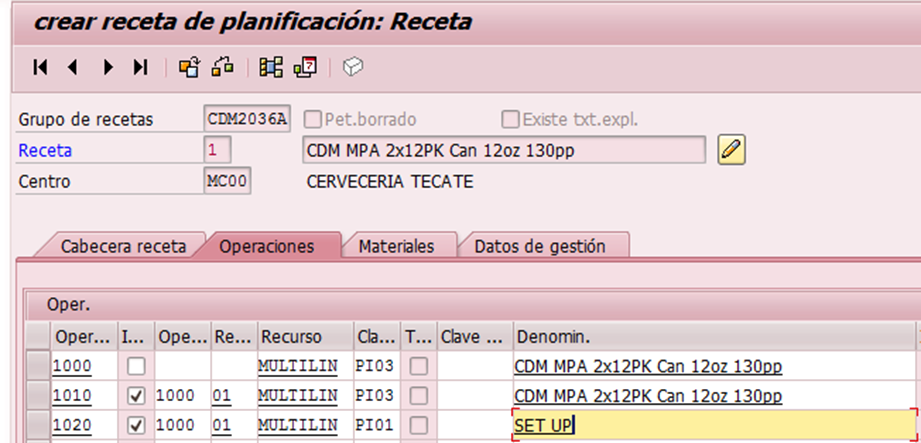 crear receta de planificación: Receta
Grupo de recetas CDM2036A Pet.borrado Existe txt.expl.
Receta 1 CDM MPA 2x12PK Can 12oz 130pp
Centro MC00 CERVECERIA TECATE
Cabecera receta Operaciones Materiales Datos de gestión
Oper.
Oper... I... Ope... Re... Recurso Cla... T... Clave ... Denomin.
1000 MULTILIN PI03 CDM MPA 2x12PK Can 12oz 130pp
1010 1000 01 MULTILIN PI03 CDM MPA 2x12PK Can 12oz 130pp
1020 1000 01 MULTILIN PI01 SET UP